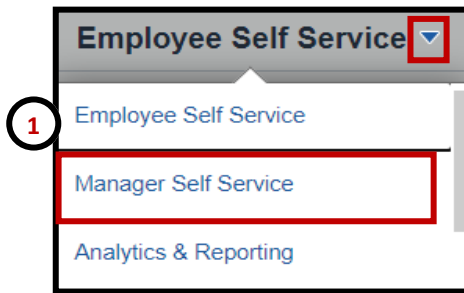 Employee Self Service
1
Employee Self Service
Manager Self Service
Analytics & Reporting